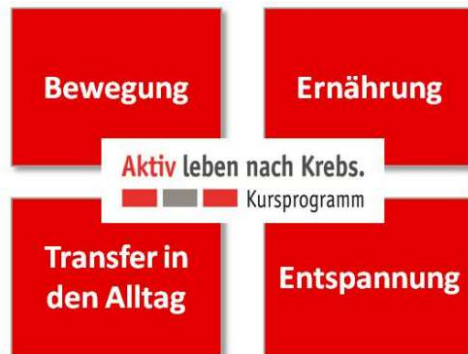 Bewegung
Ernährung
Aktiv leben nach Krebs.
Kursprogramm
Transfer in
den Alltag
Entspannung